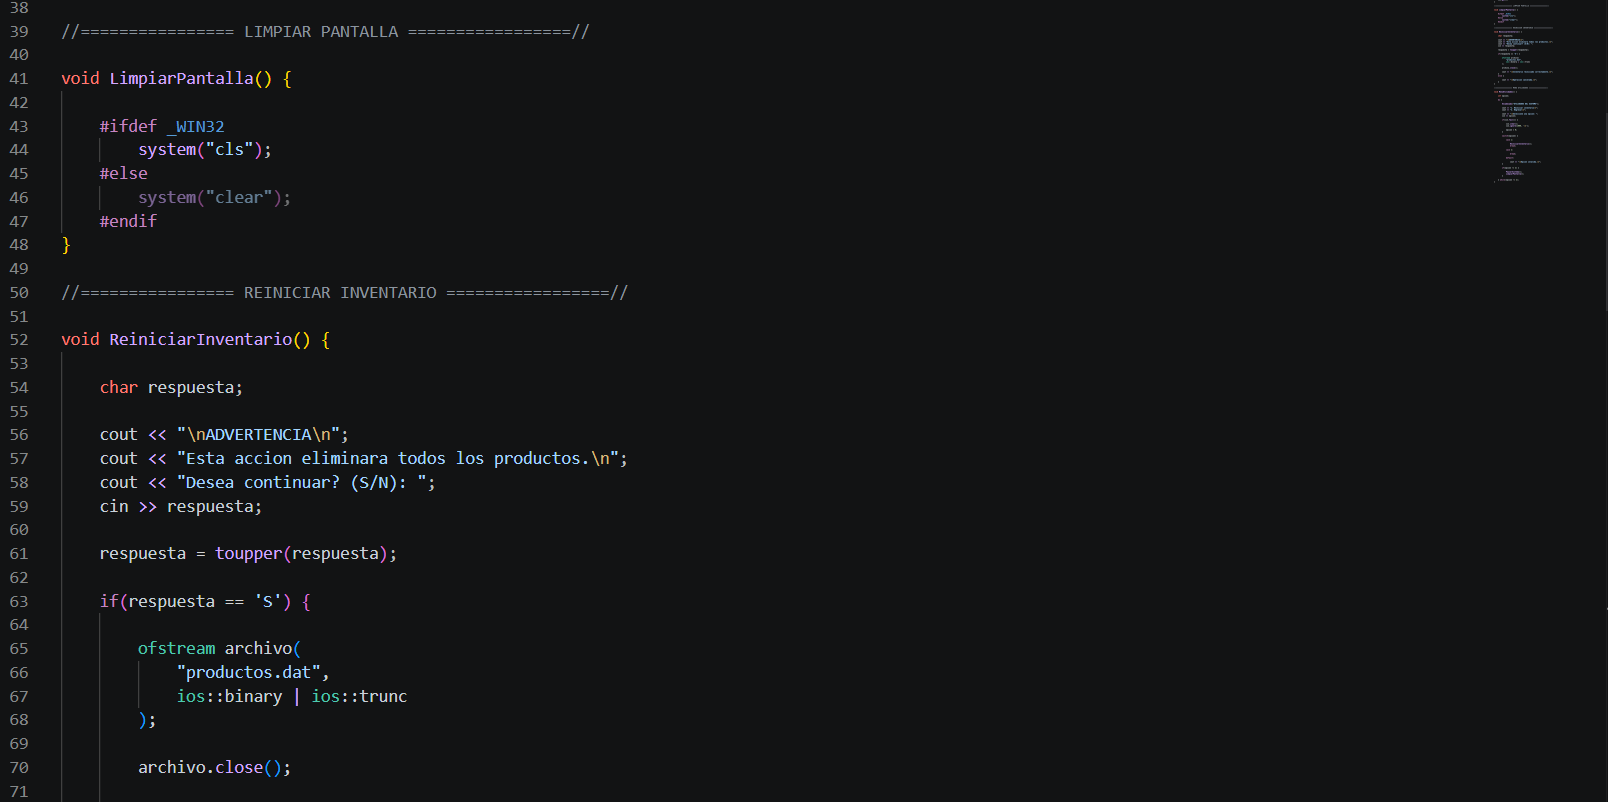 38
39 //================ LIMPIAR PANTALLA =================//
40
41 void LimpiarPantalla() {
42
43 #ifdef _WIN32
44 system("cls");
45 #else
46 system("clear");
47 #endif
48 }
49
50 //================ REINICIAR INVENTARIO =================//
51
52 void ReiniciarInventario() {
53
54 char respuesta;
55
56 cout << "\nADVERTENCIA\n";
57 cout << "Esta accion eliminara todos los productos.\n";
58 cout << "Desea continuar? (S/N): ";
59 cin >> respuesta;
60
61 respuesta = toupper(respuesta);
62
63 if(respuesta == 'S') {
64
65 ofstream archivo(
66 "productos.dat",
67 ios::binary | ios::trunc
68 );
69
70 archivo.close();
71